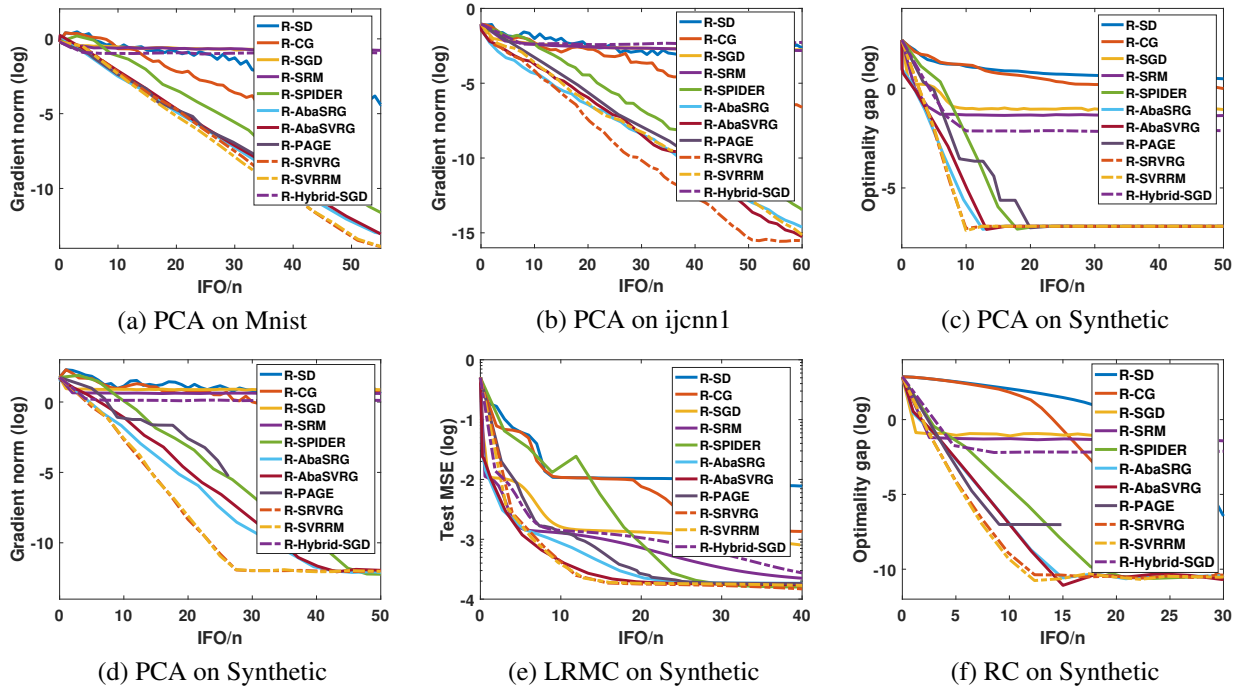 Gradient norm (log)
0
-5
-10
R-SD
R-CG
R-SGD
R-SRM
R-SPIDER
R-AbaSRG
R-AbaSVRG
R-PAGE
R-SRVRG
R-SVRRM
R-Hybrid-SGD
0 10 20 30 40 50
IFO/n
(a) PCA on Mnist
Gradient norm (log)
0
-5
-10
-15
R-SD
R-CG
R-SGD
R-SRM
R-SPIDER
R-AbaSRG
R-AbaSVRG
R-PAGE
R-SRVRG
R-SVRRM
R-Hybrid-SGD
0 10 20 30 40 50 60
IFO/n
(b) PCA on ijcnn1
Optimality gap (log)
0
-5
R-SD
R-CG
R-SGD
R-SRM
R-SPIDER
R-AbaSRG
R-AbaSVRG
R-PAGE
R-SRVRG
R-SVRRM
R-Hybrid-SGD
0 10 20 30 40 50
IFO/n
(c) PCA on Synthetic
Gradient norm (log)
0
-5
-10
R-SD
R-CG
R-SGD
R-SRM
R-SPIDER
R-AbaSRG
R-AbaSVRG
R-PAGE
R-SRVRG
R-SVRRM
R-Hybrid-SGD
0 10 20 30 40 50
IFO/n
(d) PCA on Synthetic
Test MSE (log)
-0
-1
-2
-3
-4
R-SD
R-CG
R-SGD
R-SRM
R-SPIDER
R-AbaSRG
R-AbaSVRG
R-PAGE
R-SRVRG
R-SVRRM
R-Hybrid-SGD
0 10 20 30 40
IFO/n
(e) LRMC on Synthetic
Optimality gap (log)
0
-5
-10
R-SD
R-CG
R-SGD
R-SRM
R-SPIDER
R-AbaSRG
R-AbaSVRG
R-PAGE
R-SRVRG
R-SVRRM
R-Hybrid-SGD
0 5 10 15 20 25 30
IFO/n
(f) RC on Synthetic